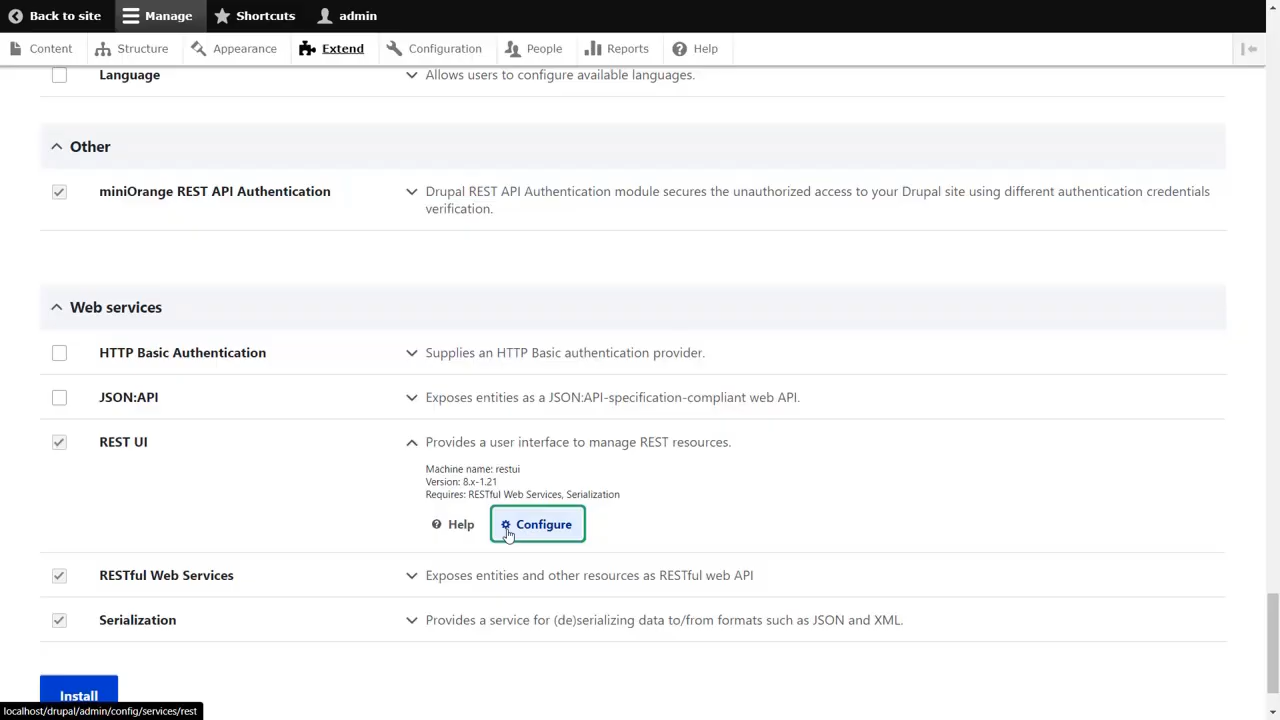 Back to site Manage Shortcuts admin
Content Structure Appearance Extend Configuration People Reports Help
Language Allows users to configure available languages.
Other
miniOrange REST API Authentication Drupal REST API Authentication module secures the unauthorized access to your Drupal site using different authentication credentials
verification.
Web services
HTTP Basic Authentication Supplies an HTTP Basic authentication provider.
JSON:API Exposes entities as a JSON:API-specification-compliant web API.
REST UI Provides a user interface to manage REST resources.
Machine name: restui
Version: 8.x-1.21
Requires: RESTful Web Services, Serialization
Help Configure
RESTful Web Services Exposes entities and other resources as RESTful web API
Serialization Provides a service for (de)serializing data to/from formats such as JSON and XML.
Install
localhost/drupal/admin/config/services/rest